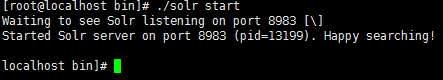 [root@localhost bin]# ./solr start
Waiting to see Solr listening on port 8983 [\]
Started Solr server on port 8983 (pid=13199). Happy searching!
localhost bin]#